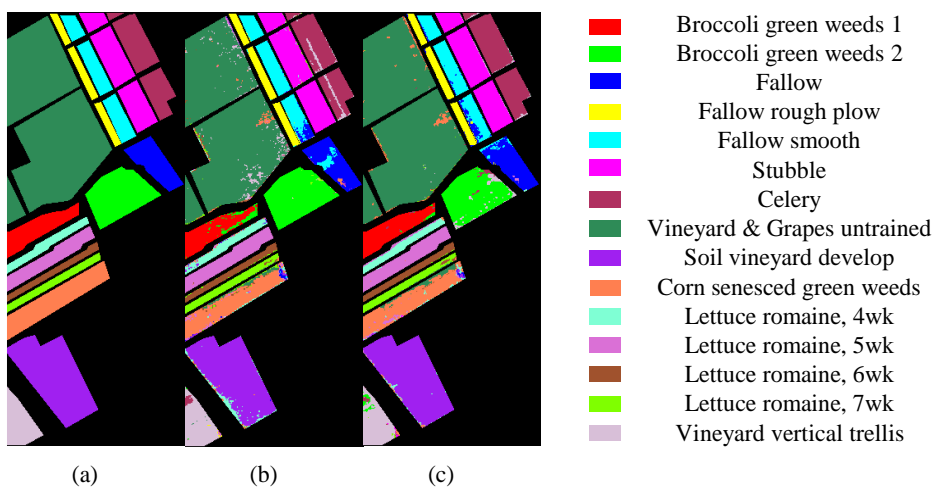 Broccoli green weeds 1
Broccoli green weeds 2
Fallow
Fallow rough plow
Fallow smooth
Stubble
Celery
Vineyard & Grapes untrained
Soil vineyard develop
Corn senesced green weeds
Lettuce romaine, 4wk
Lettuce romaine, 5wk
Lettuce romaine, 6wk
Lettuce romaine, 7wk
Vineyard vertical trellis
(a) (b) (c)